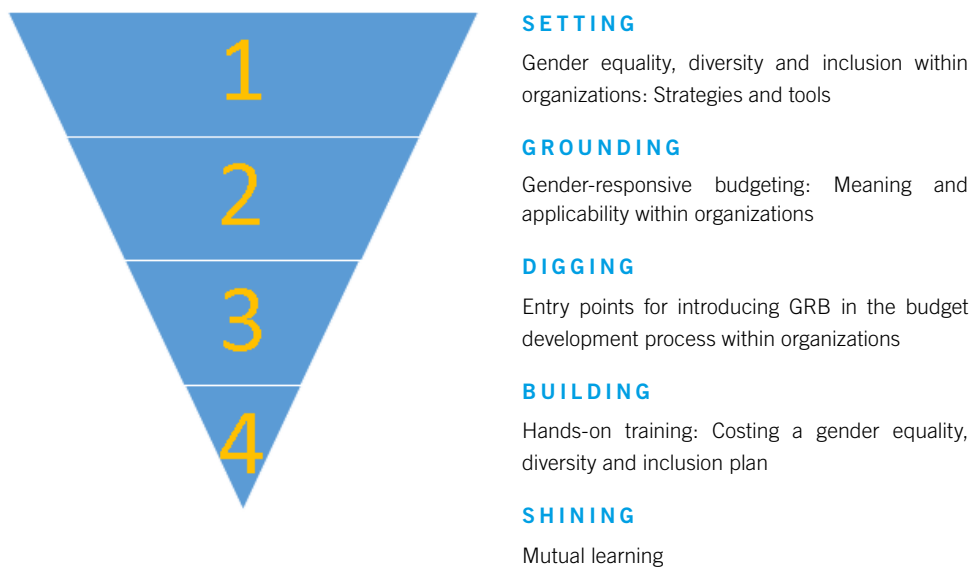 1
SETTING
Gender equality, diversity and inclusion within
organizations: Strategies and tools
2
GROUNDING
Gender-responsive budgeting: Meaning and
applicability within organizations
3
DIGGING
Entry points for introducing GRB in the budget
development process within organizations
4
BUILDING
Hands-on training: Costing a gender equality,
diversity and inclusion plan
SHINING
Mutual learning